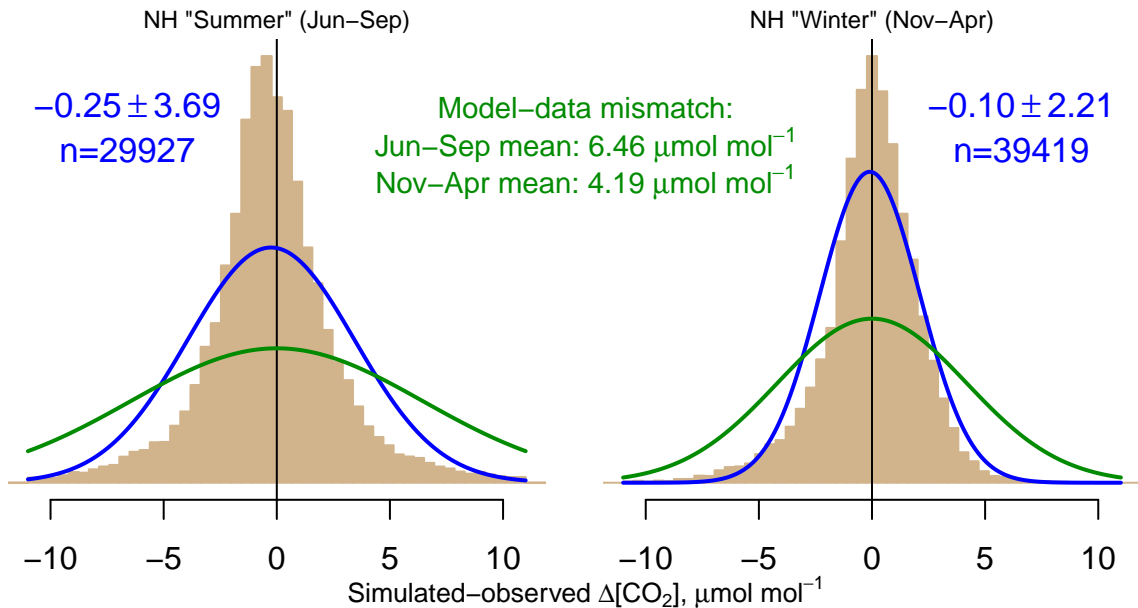 NH "Summer" (Jun−Sep)
NH "Winter" (Nov−Apr)
−0.25 ± 3.69
n=29927
Model−data mismatch:
Jun−Sep mean: 6.46 μmol mol⁻¹
Nov−Apr mean: 4.19 μmol mol⁻¹
−0.10 ± 2.21
n=39419
−10 −5 0 5 10
−10 −5 0 5 10
Simulated−observed Δ[CO₂], μmol mol⁻¹